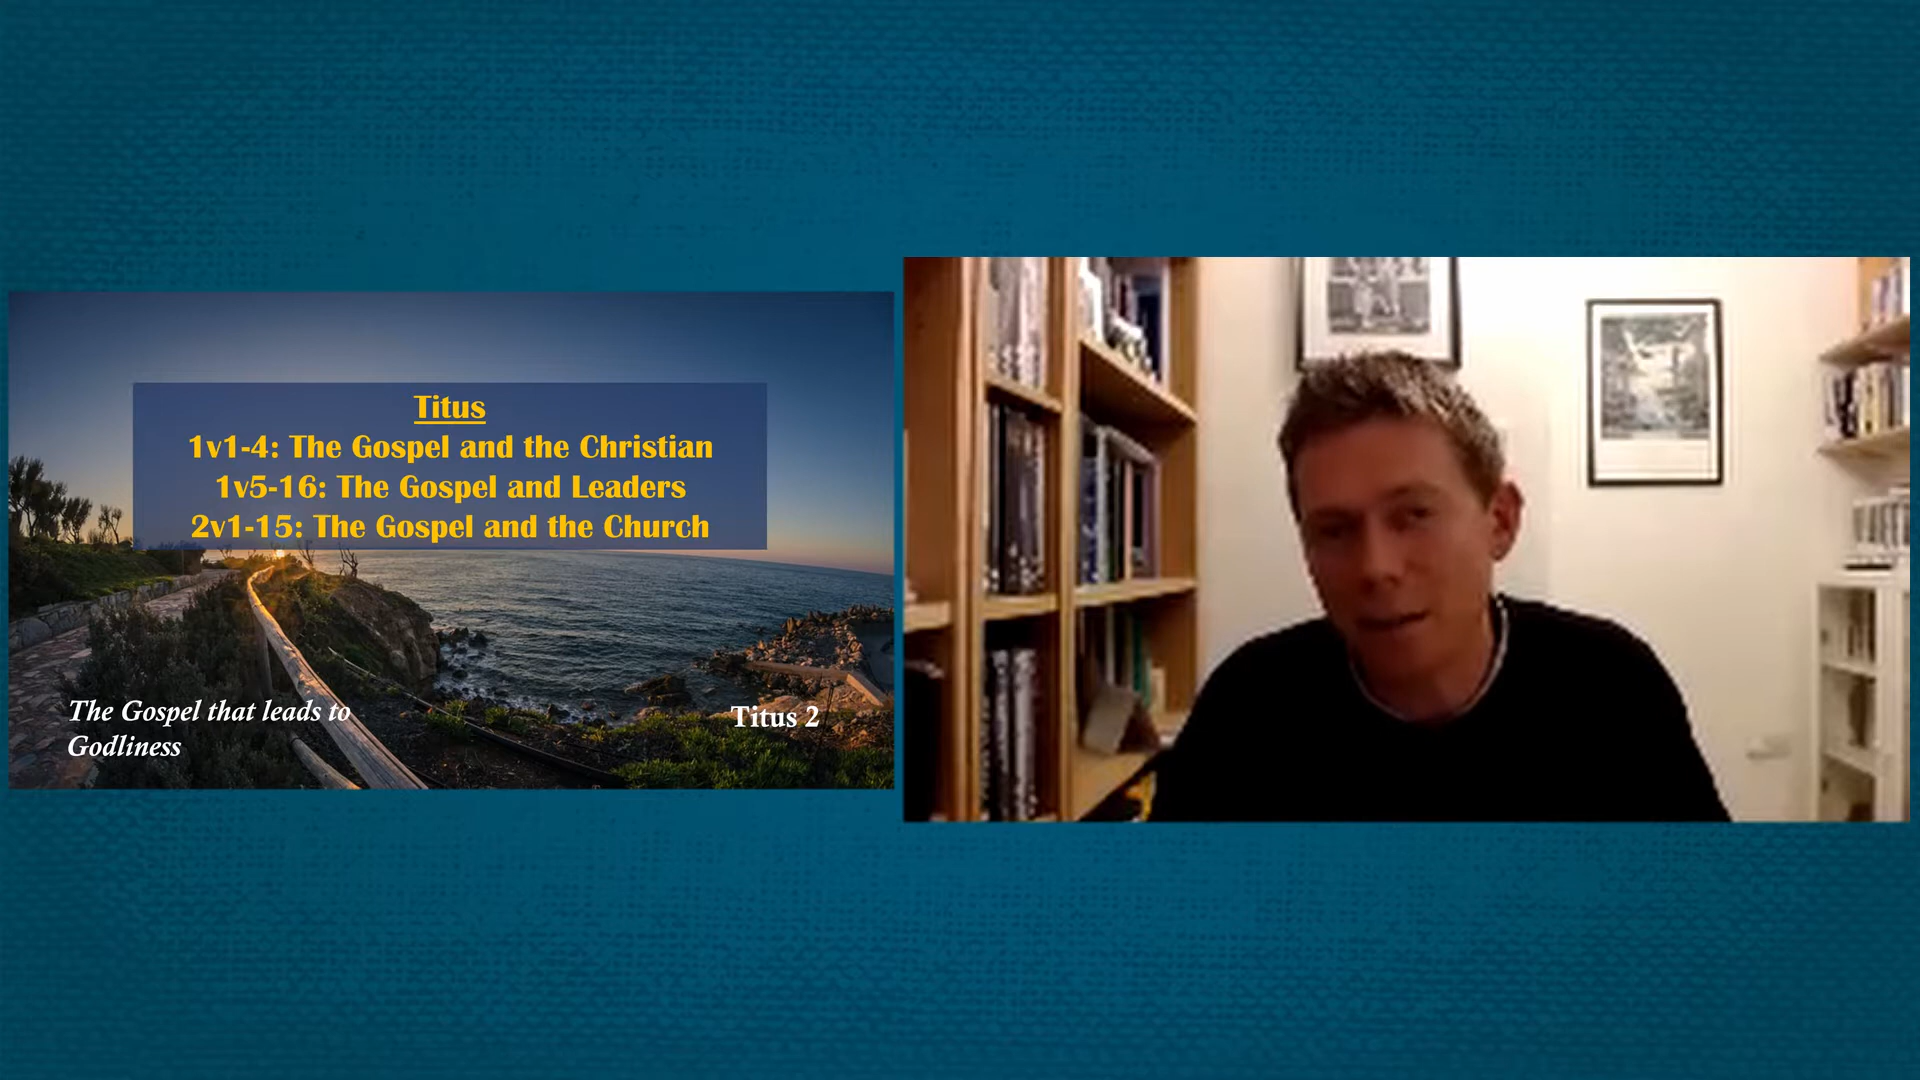 Titus
1v1-4: The Gospel and the Christian
1v5-16: The Gospel and Leaders
2v1-15: The Gospel and the Church
The Gospel that leads to
Godliness
Titus 2